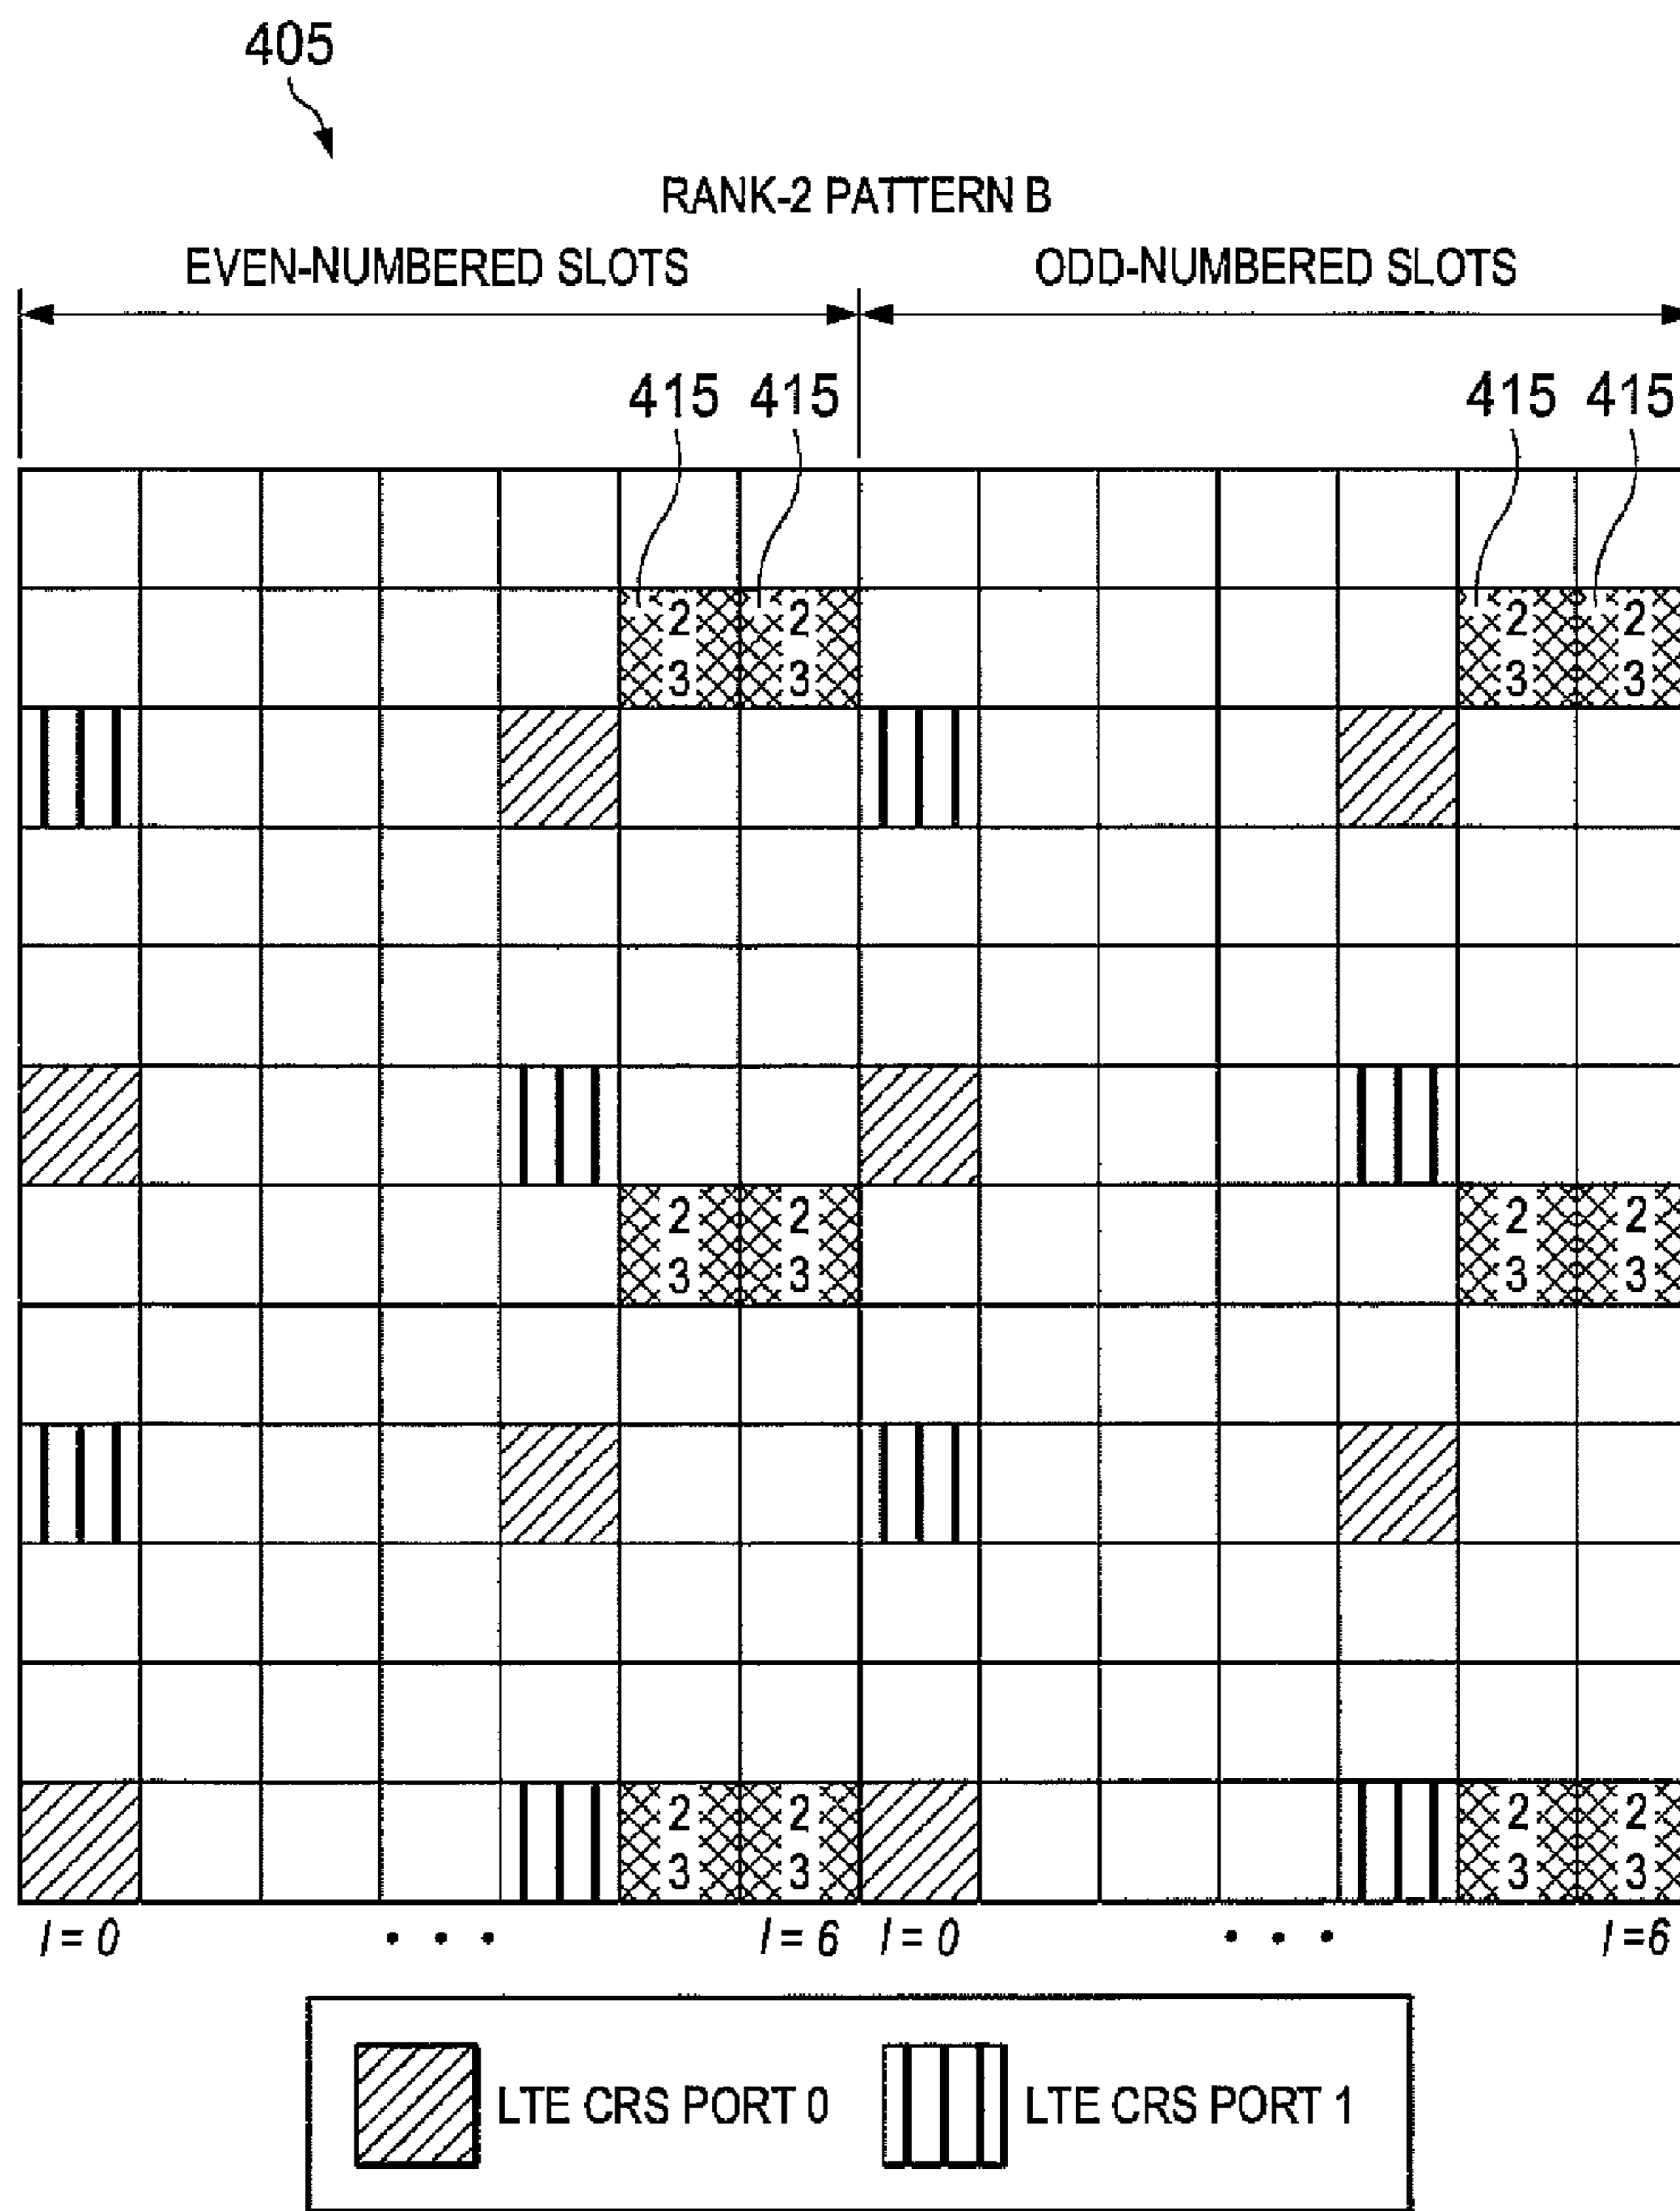 405
RANK-2 PATTERN B
EVEN-NUMBERED SLOTS ODD-NUMBERED SLOTS
415 415 415 415
2 2 2 2
3 3 3 3
2 2 2 2
3 3 3 3
2 2 2 2
3 3 3 3
l = 0 • • • l = 6 l = 0 • • • l =6
LTE CRS PORT 0 LTE CRS PORT 1